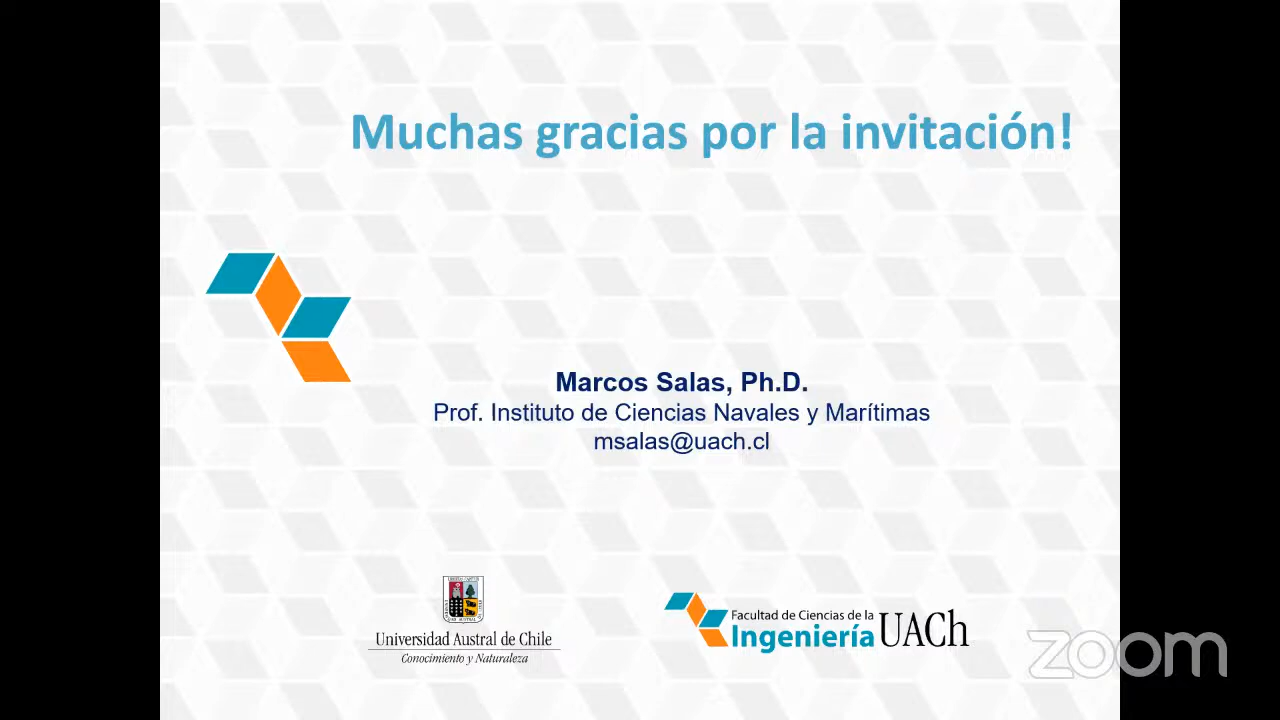 Muchas gracias por la invitación!
Marcos Salas, Ph.D.
Prof. Instituto de Ciencias Navales y Marítimas
msalas@uach.cl
Universidad Austral de Chile
Conocimiento y Naturaleza
Facultad de Ciencias de la
Ingeniería UACh
zoom